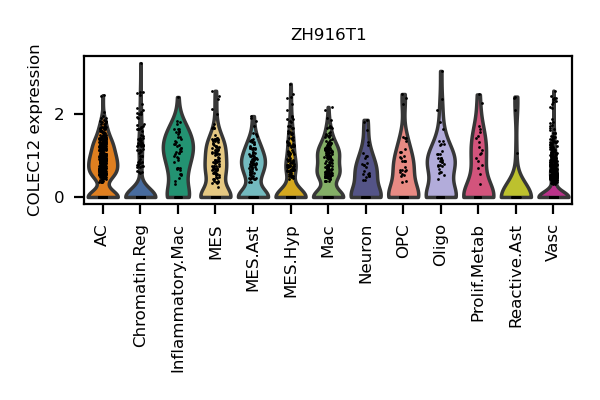 ZH916T1
COLEC12 expression
2
0
AC
Chromatin.Reg
Inflammatory.Mac
MES
MES.Ast
MES.Hyp
Mac
Neuron
OPC
Oligo
Prolif.Metab
Reactive.Ast
Vasc